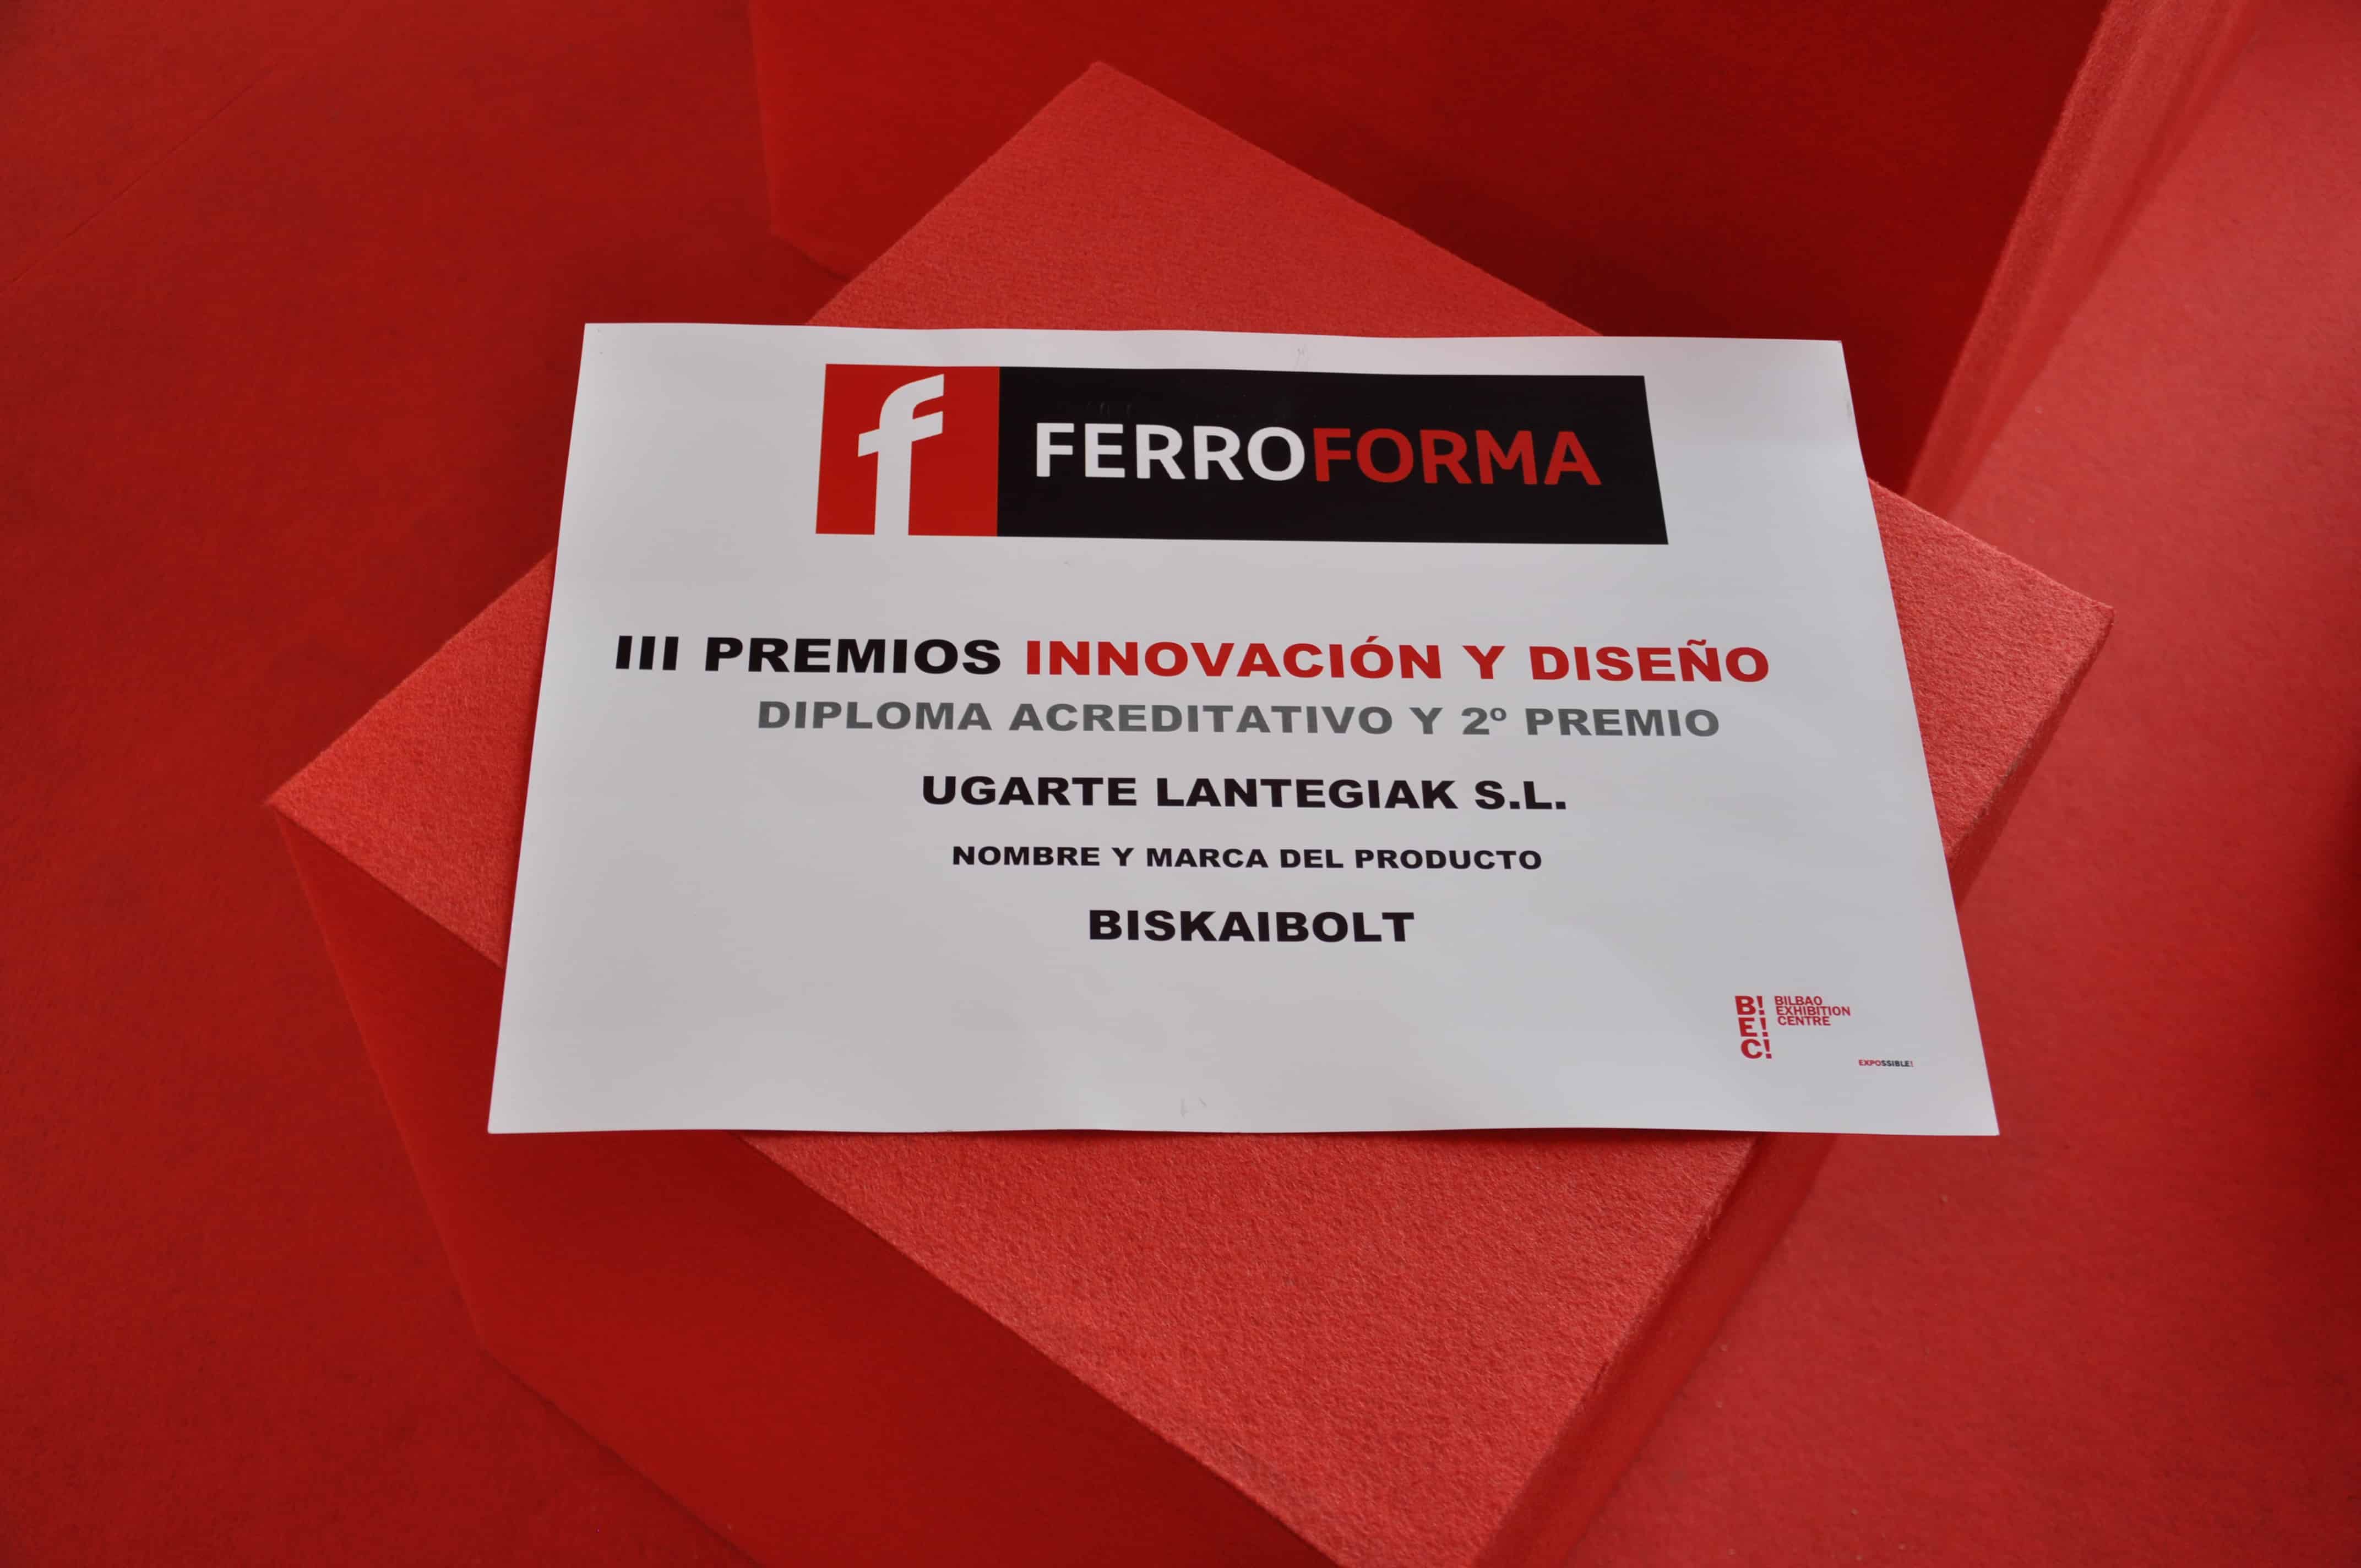 f FERROFORMA
III PREMIOS INNOVACIÓN Y DISEÑO
DIPLOMA ACREDITATIVO Y 2º PREMIO
UGARTE LANTEGIAK S.L.
NOMBRE Y MARCA DEL PRODUCTO
BISKAIBOLT
B! E! C!
BILBAO
EXHIBITION
CENTRE
EXPOSSIBLE!